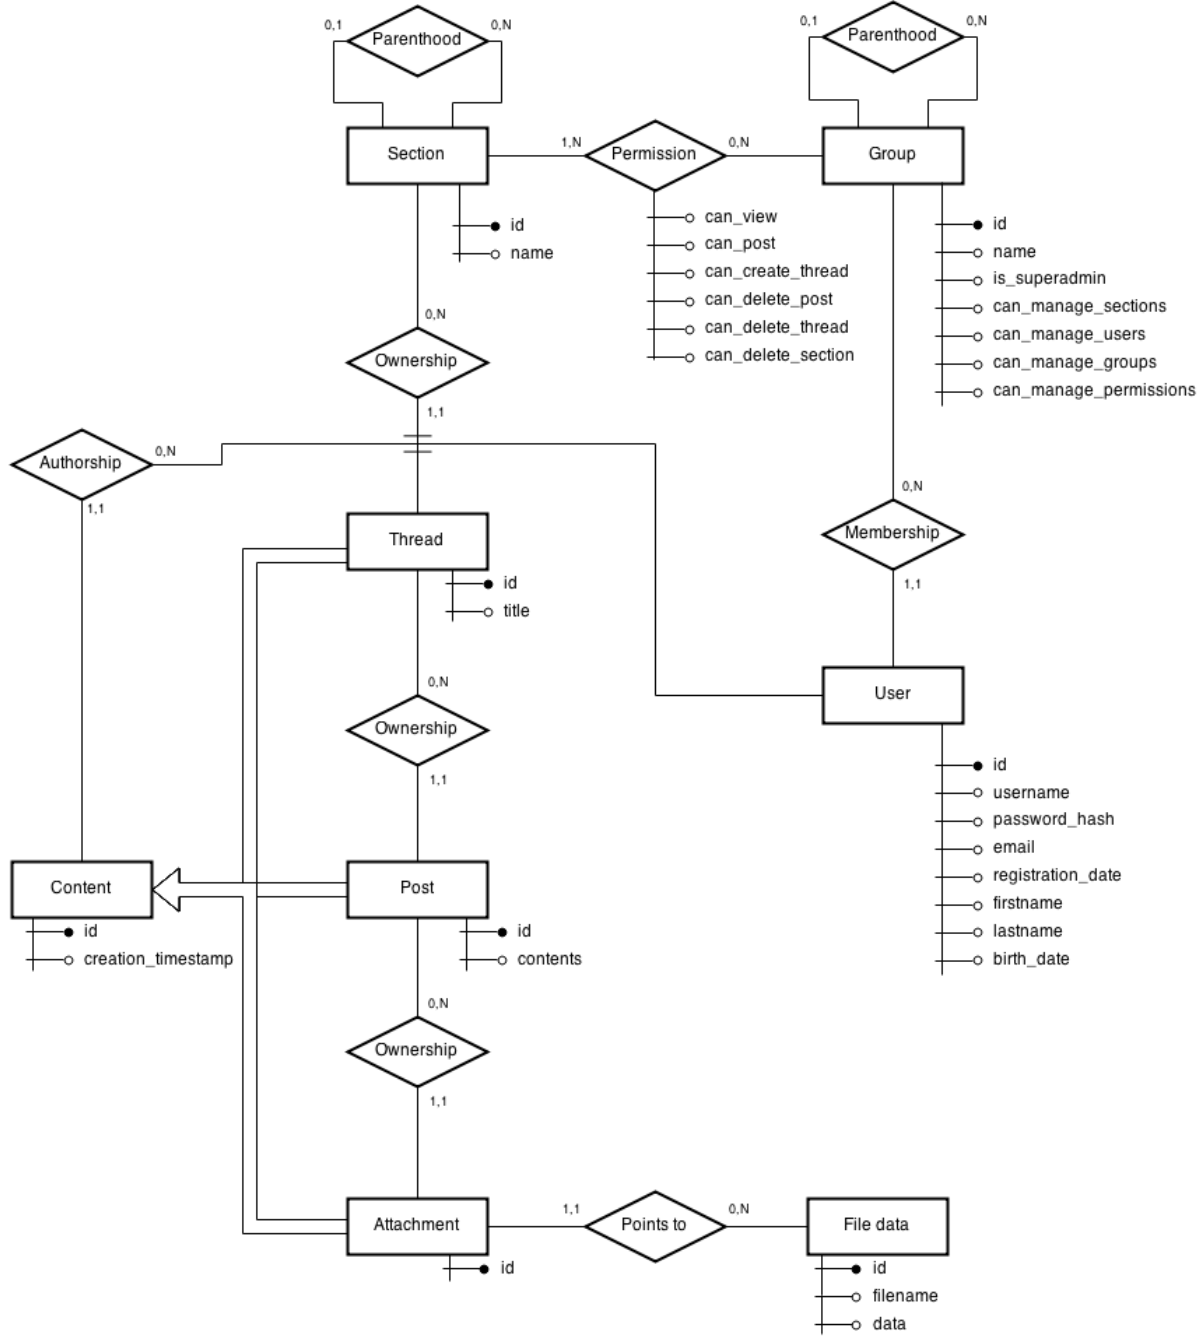 0,1
Parenthood
0,N
0,1
Parenthood
0,N
Section
1,N
Permission
0,N
Group
id
name
can_view
can_post
can_create_thread
can_delete_post
can_delete_thread
can_delete_section
id
name
is_superadmin
can_manage_sections
can_manage_users
can_manage_groups
can_manage_permissions
0,N
Ownership
1,1
Authorship
0,N
1,1
0,N
Membership
1,1
Thread
id
title
0,N
Ownership
1,1
User
id
username
password_hash
email
registration_date
firstname
lastname
birth_date
Content
id
creation_timestamp
Post
id
contents
0,N
Ownership
1,1
Attachment
id
1,1
Points to
0,N
File data
id
filename
data